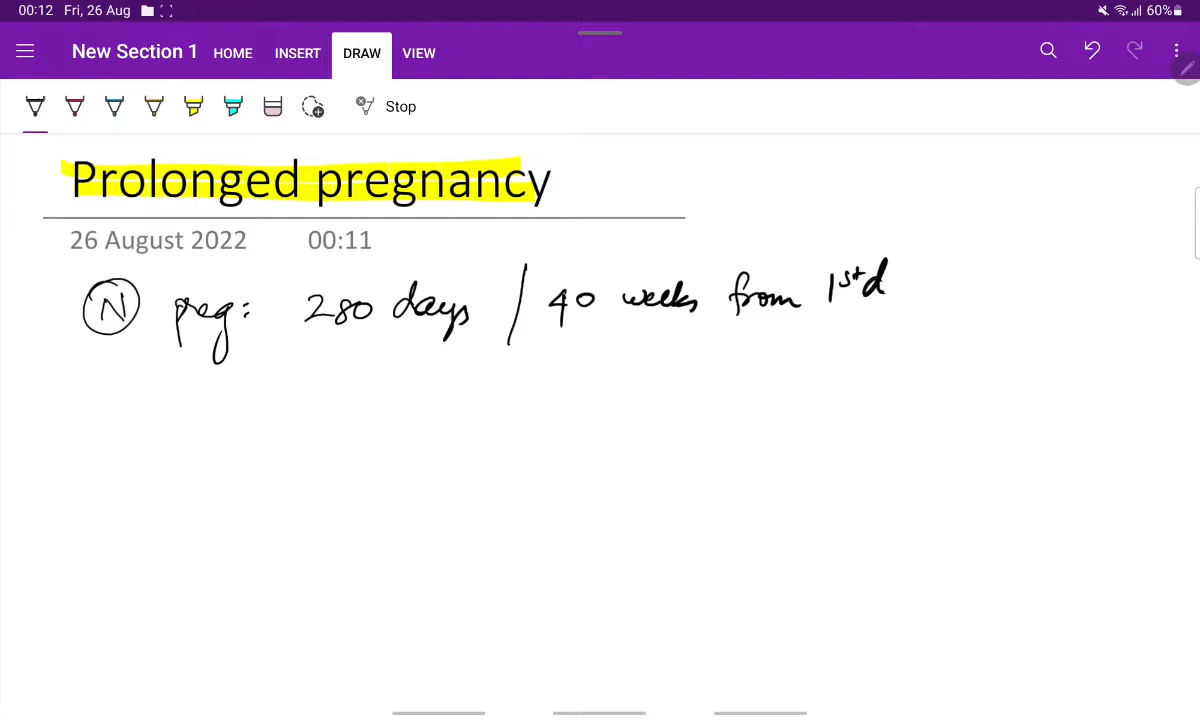 00:12 Fri, 26 Aug 60%
New Section 1 HOME INSERT DRAW VIEW
Stop
Prolonged pregnancy
26 August 2022 00:11
N preg: 280 days / 40 weeks from 1st d